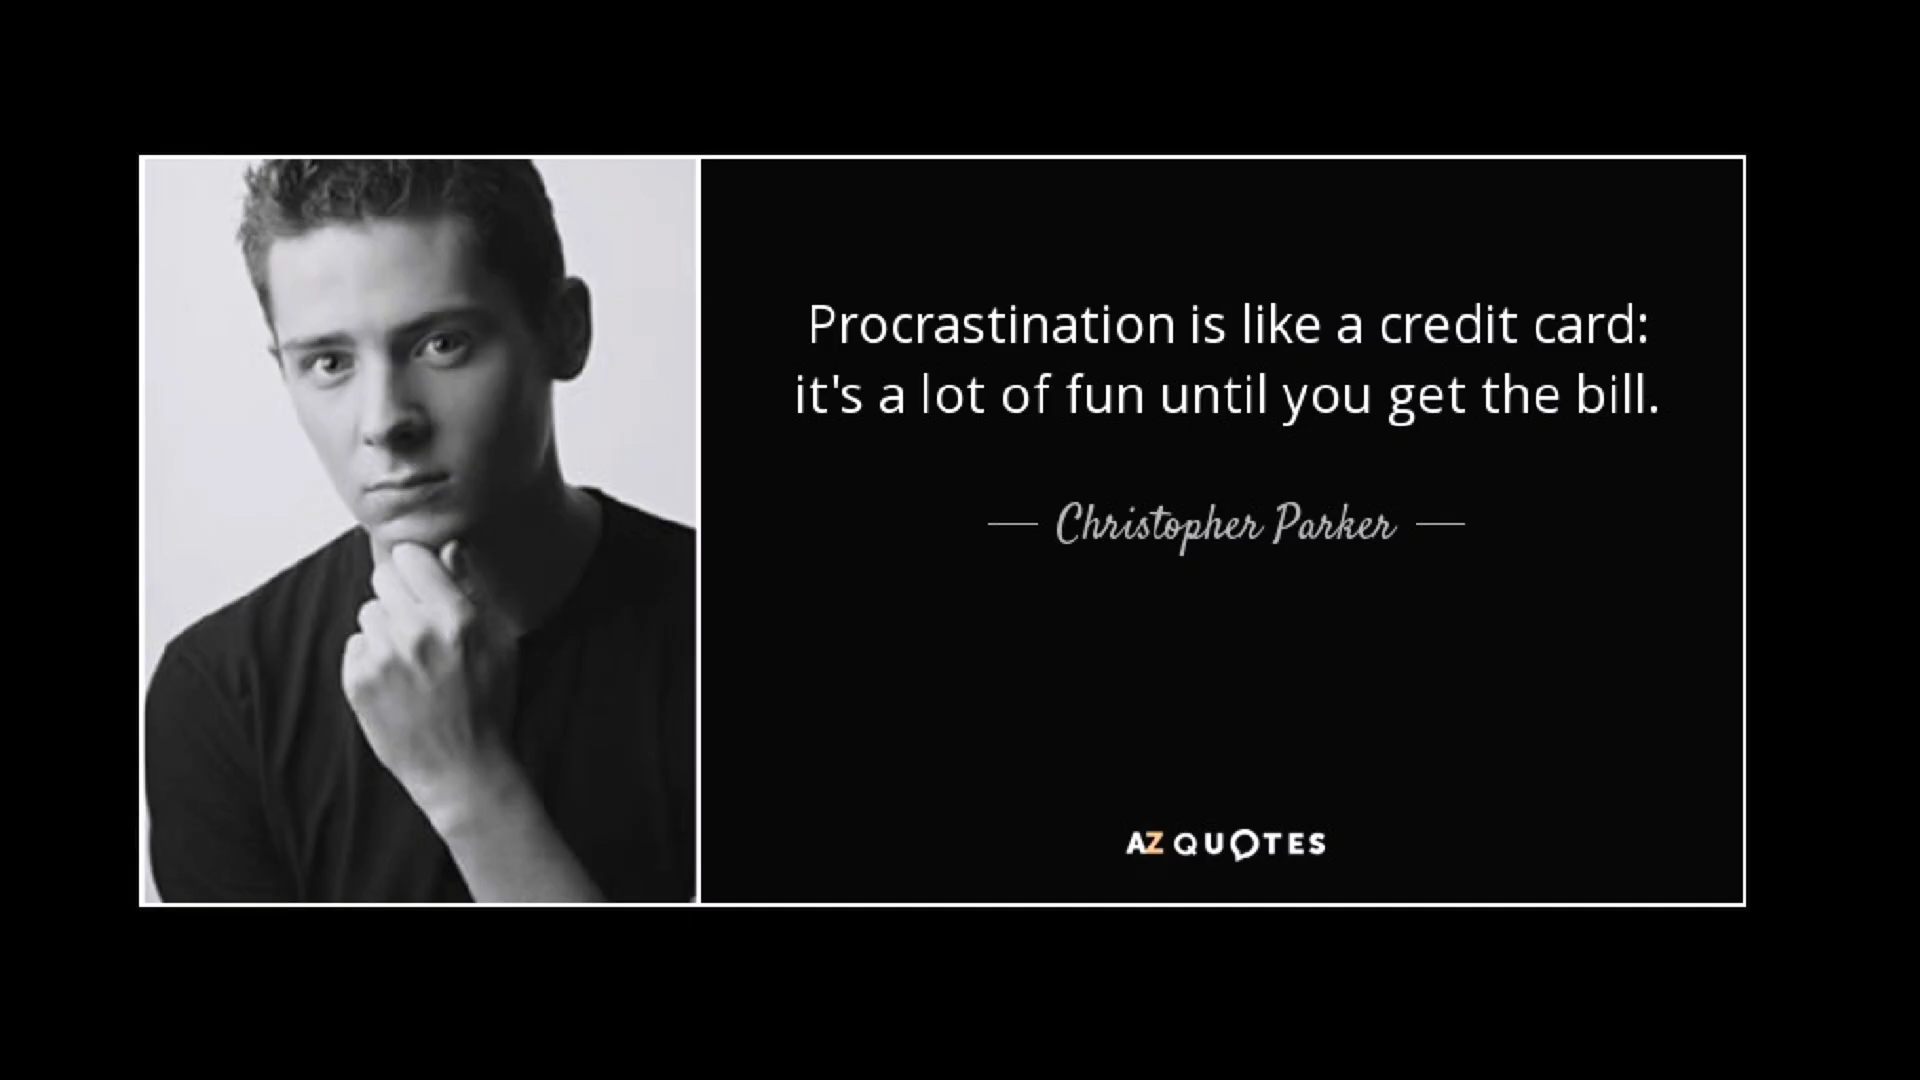 Procrastination is like a credit card:
it's a lot of fun until you get the bill.
Christopher Parker
AZ QUOTES